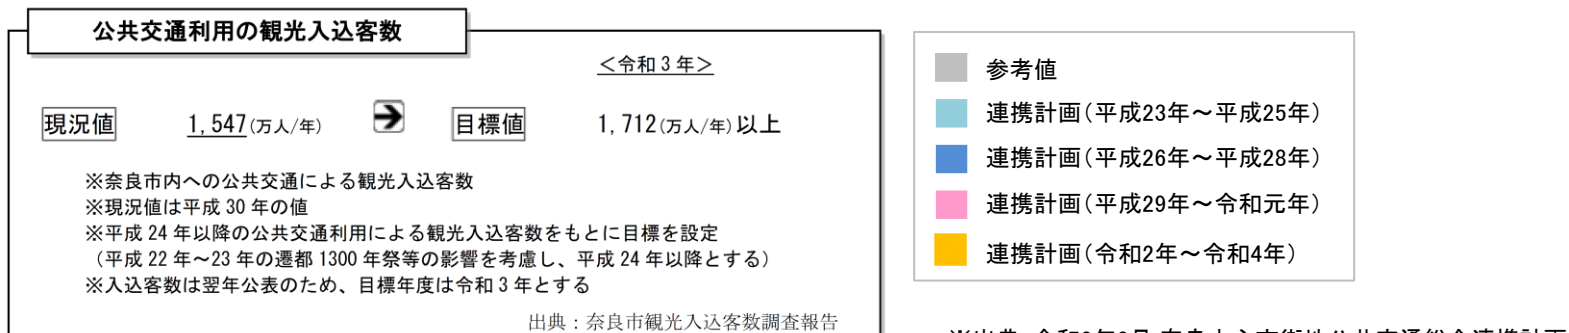 公共交通利用の観光入込客数
<令和3年>
現況値 1,547(万人/年) ➔ 目標値 1,712(万人/年)以上
※奈良市内への公共交通による観光入込客数
※現況値は平成30年の値
※平成24年以降の公共交通利用による観光入込客数をもとに目標を設定
（平成22年～23年の遷都1300年祭等の影響を考慮し、平成24年以降とする）
※入込客数は翌年公表のため、目標年度は令和3年とする
出典：奈良市観光入込客数調査報告
参考値
連携計画（平成23年～平成25年）
連携計画（平成26年～平成28年）
連携計画（平成29年～令和元年）
連携計画（令和2年～令和4年）